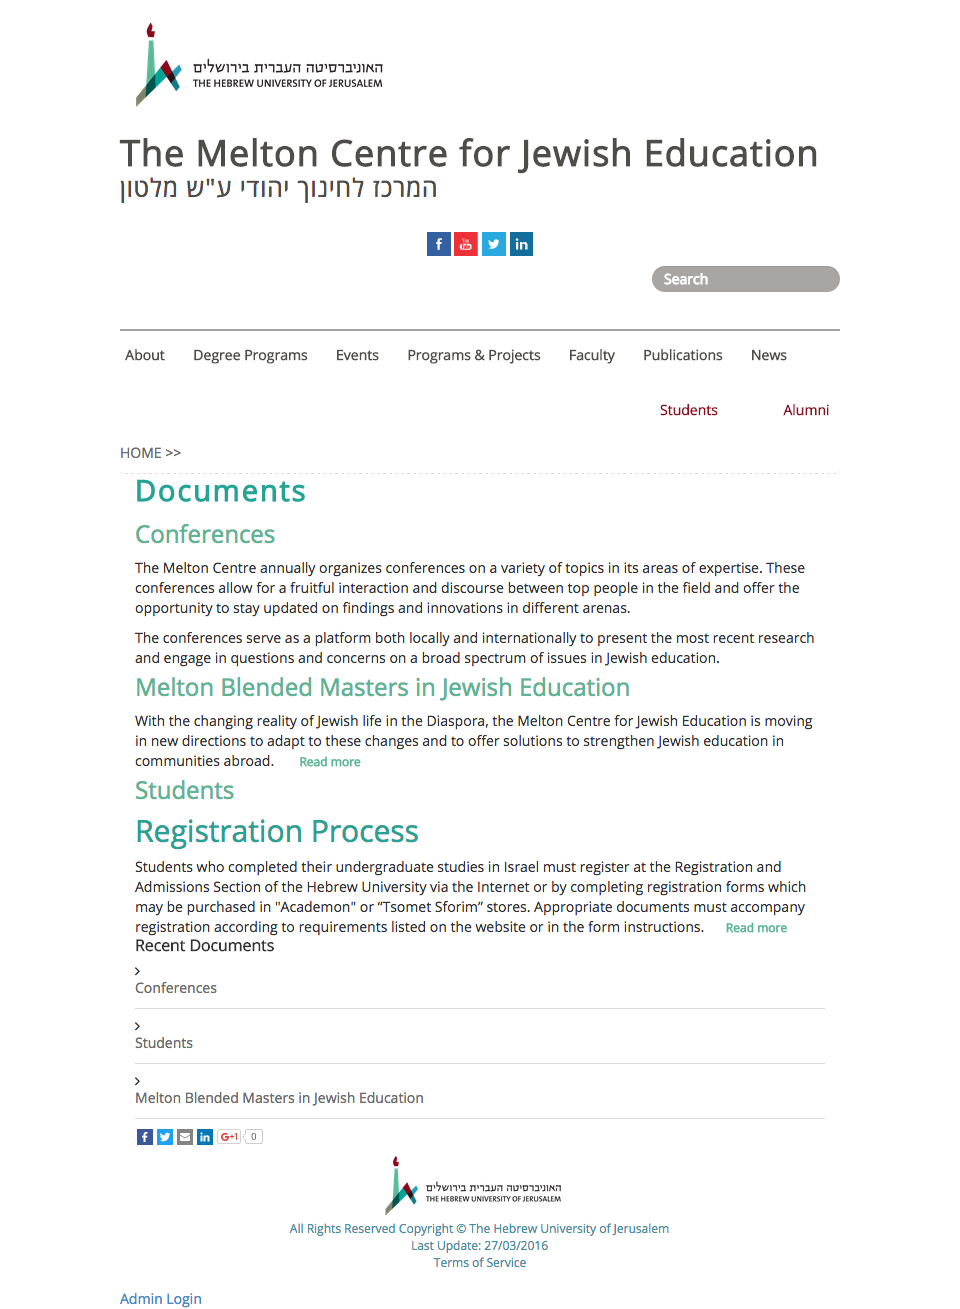 האוניברסיטה העברית בירושלים
THE HEBREW UNIVERSITY OF JERUSALEM
The Melton Centre for Jewish Education
המרכז לחינוך יהודי ע"ש מלטון
Search
About Degree Programs Events Programs & Projects Faculty Publications News
Students Alumni
HOME >>
Documents
Conferences
The Melton Centre annually organizes conferences on a variety of topics in its areas of expertise. These
conferences allow for a fruitful interaction and discourse between top people in the field and offer the
opportunity to stay updated on findings and innovations in different arenas.
The conferences serve as a platform both locally and internationally to present the most recent research
and engage in questions and concerns on a broad spectrum of issues in Jewish education.
Melton Blended Masters in Jewish Education
With the changing reality of Jewish life in the Diaspora, the Melton Centre for Jewish Education is moving
in new directions to adapt to these changes and to offer solutions to strengthen Jewish education in
communities abroad. Read more
Students
Registration Process
Students who completed their undergraduate studies in Israel must register at the Registration and
Admissions Section of the Hebrew University via the Internet or by completing registration forms which
may be purchased in "Academon" or “Tsomet Sforim” stores. Appropriate documents must accompany
registration according to requirements listed on the website or in the form instructions. Read more
Recent Documents
Conferences
Students
Melton Blended Masters in Jewish Education
G+1 0
האוניברסיטה העברית בירושלים
THE HEBREW UNIVERSITY OF JERUSALEM
All Rights Reserved Copyright © The Hebrew University of Jerusalem
Last Update: 27/03/2016
Terms of Service
Admin Login